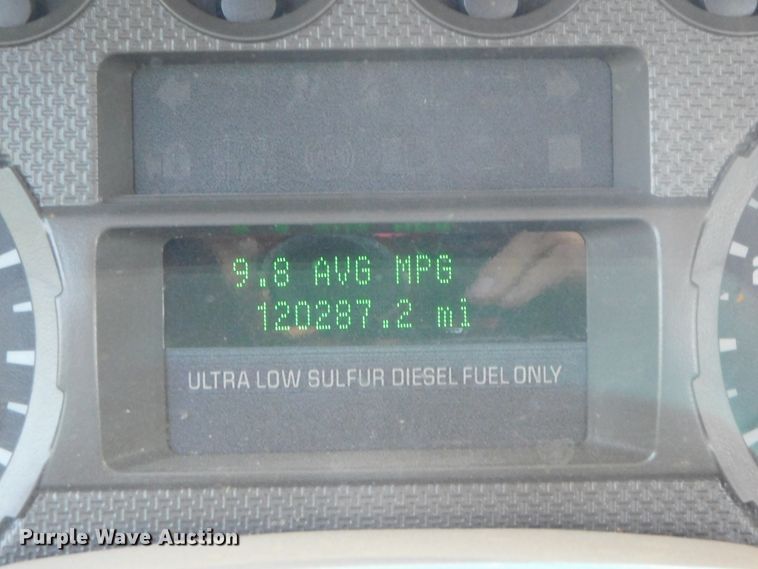 9.8 AVG MPG
120287.2 mi
ULTRA LOW SULFUR DIESEL FUEL ONLY
Purple Wave Auction